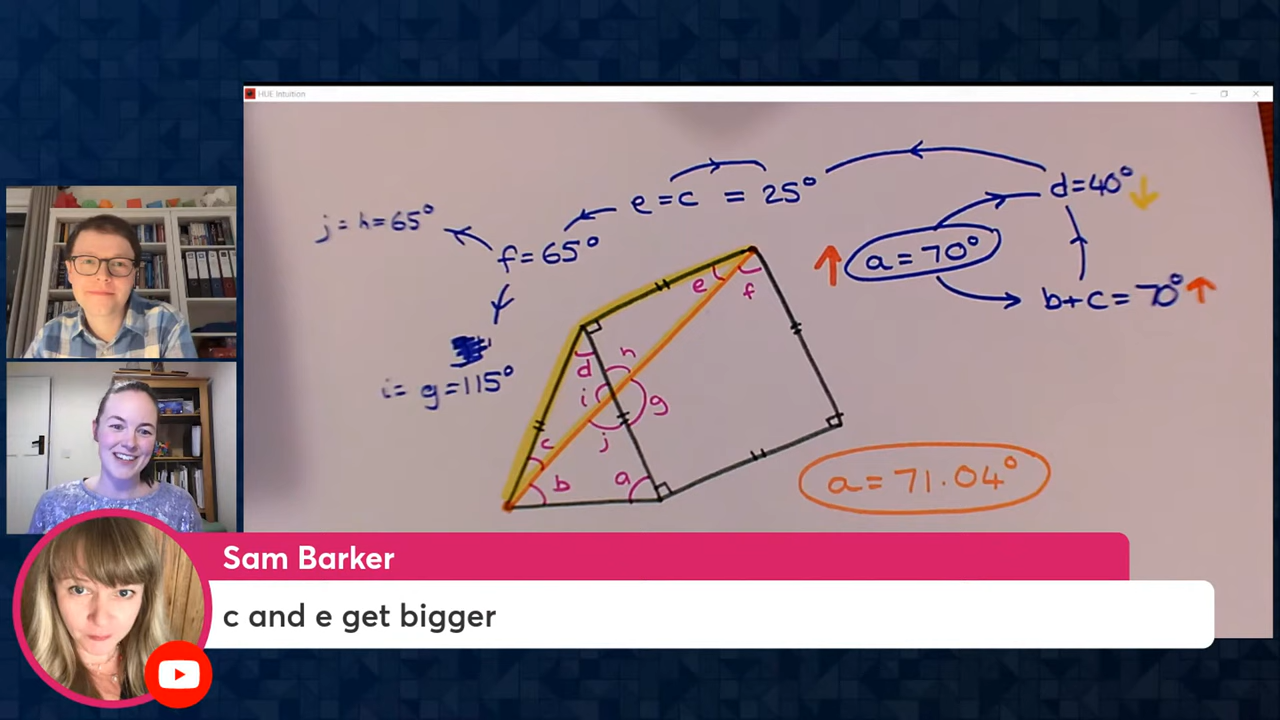 HUE Intuition
j = h = 65°
f = 65°
e = c = 25°
d = 40° ↓
↑ a = 70°
b + c = 70° ↑
i = g = 115°
e
f
d
h
i
g
j
c
b
a
a = 71.04°
Sam Barker
c and e get bigger